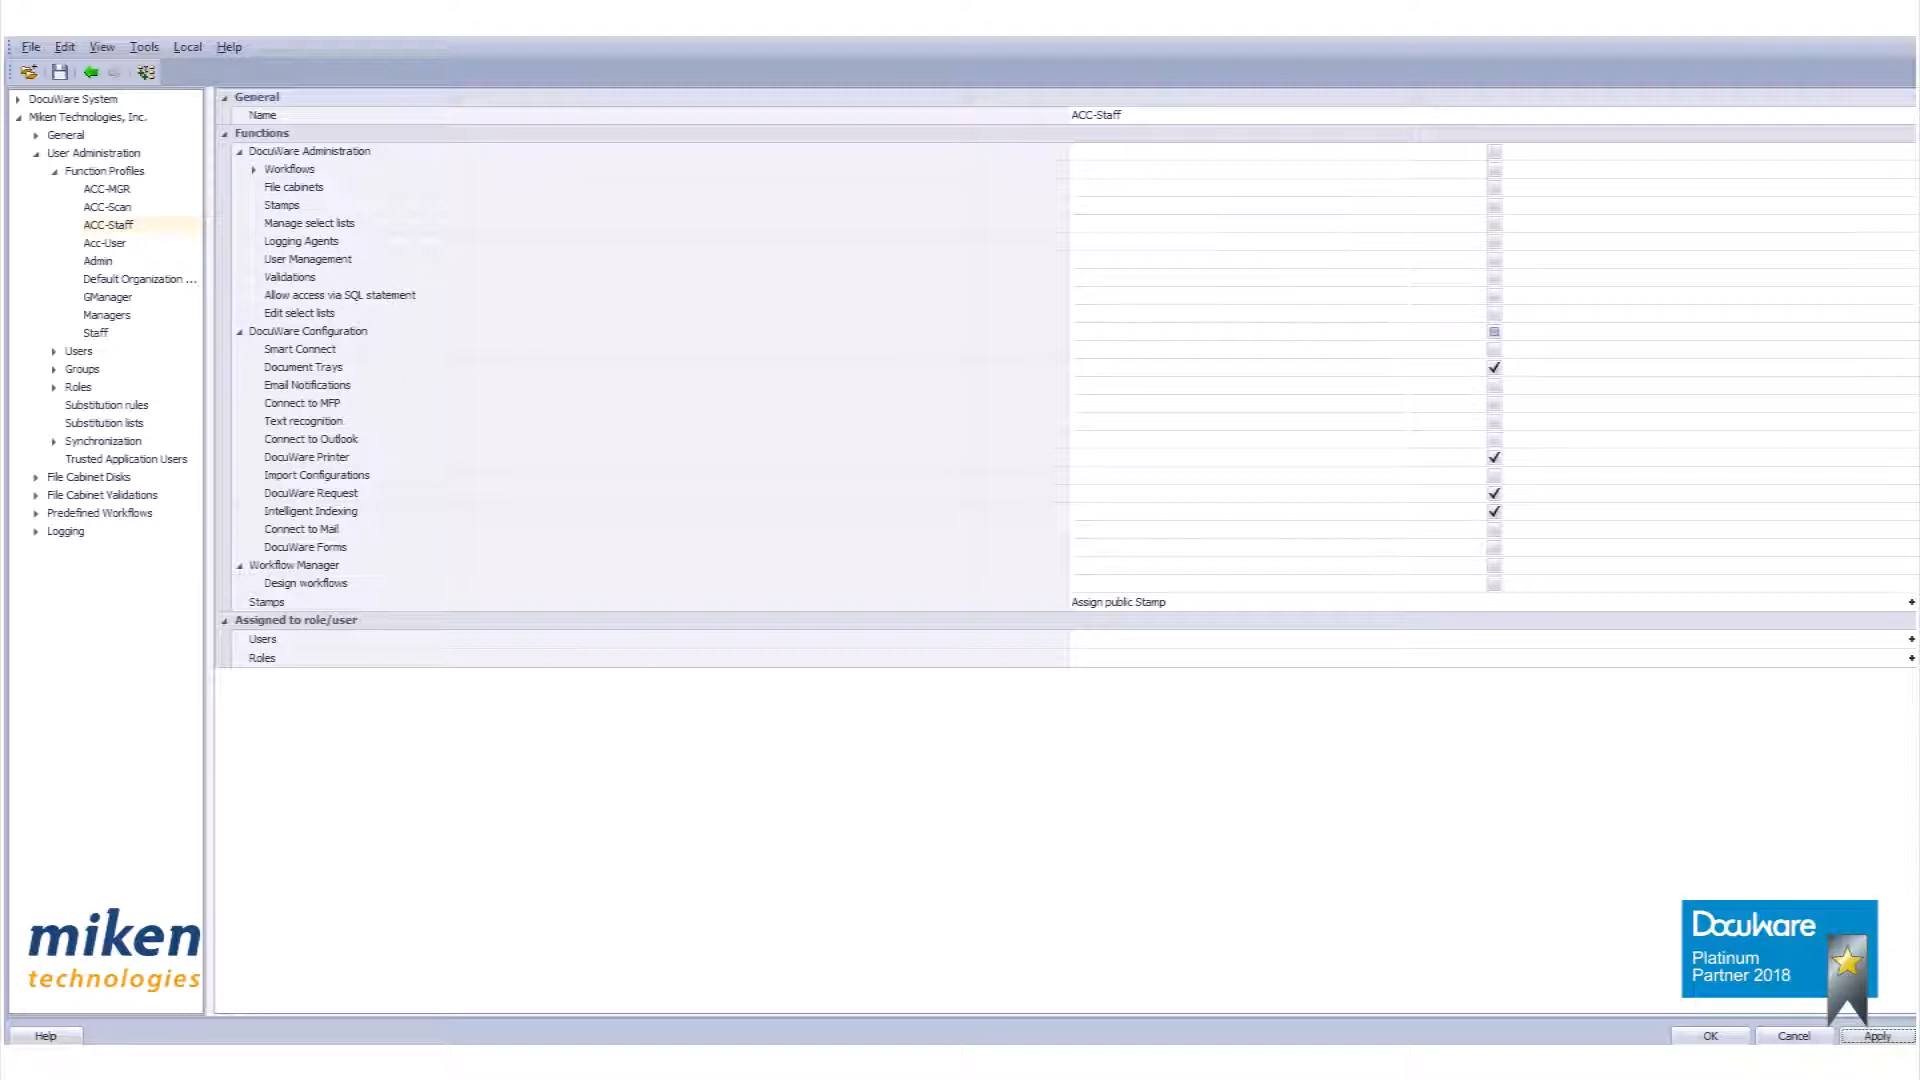 File Edit View Tools Local Help
DocuWare System
Miken Technologies, Inc.
General
User Administration
Function Profiles
ACC-MGR
ACC-Scan
ACC-Staff
Acc-User
Admin
Default Organization ...
GManager
Managers
Staff
Users
Groups
Roles
Substitution rules
Substitution lists
Synchronization
Trusted Application Users
File Cabinet Disks
File Cabinet Validations
Predefined Workflows
Logging
miken
technologies
General
Name ACC-Staff
Functions
DocuWare Administration
Workflows
File cabinets
Stamps
Manage select lists
Logging Agents
User Management
Validations
Allow access via SQL statement
Edit select lists
DocuWare Configuration
Smart Connect
Document Trays
Email Notifications
Connect to MFP
Text recognition
Connect to Outlook
DocuWare Printer
Import Configurations
DocuWare Request
Intelligent Indexing
Connect to Mail
DocuWare Forms
Workflow Manager
Design workflows
Stamps Assign public Stamp
Assigned to role/user
Users
Roles
DocuWare
Platinum
Partner 2018
Help OK Cancel Apply